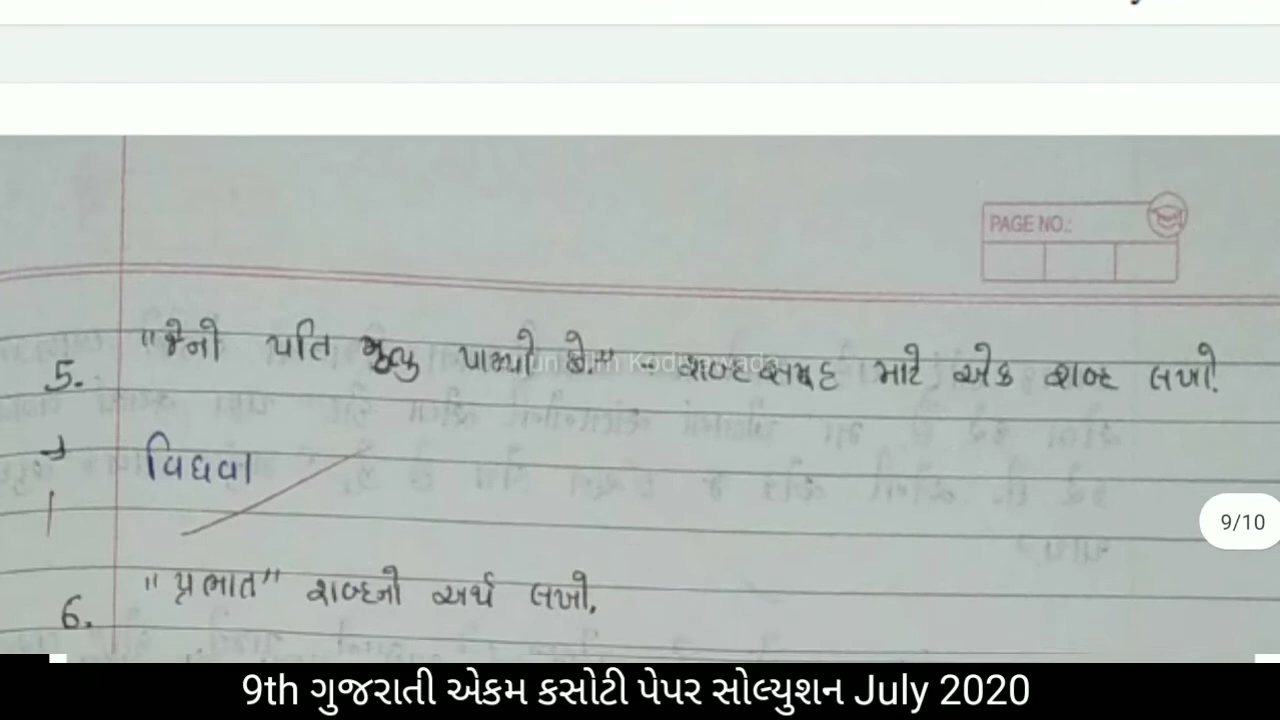 PAGE NO.:
5. "જેનો પતિ મૃત્યુ પામ્યો છે." - શબ્દસમૂહ માટે એક શબ્દ લખો.
→ વિધવા
6. "પ્રભાત" શબ્દનો અર્થ લખો.
9/10
9th ગુજરાતી એકમ કસોટી પેપર સોલ્યુશન July 2020